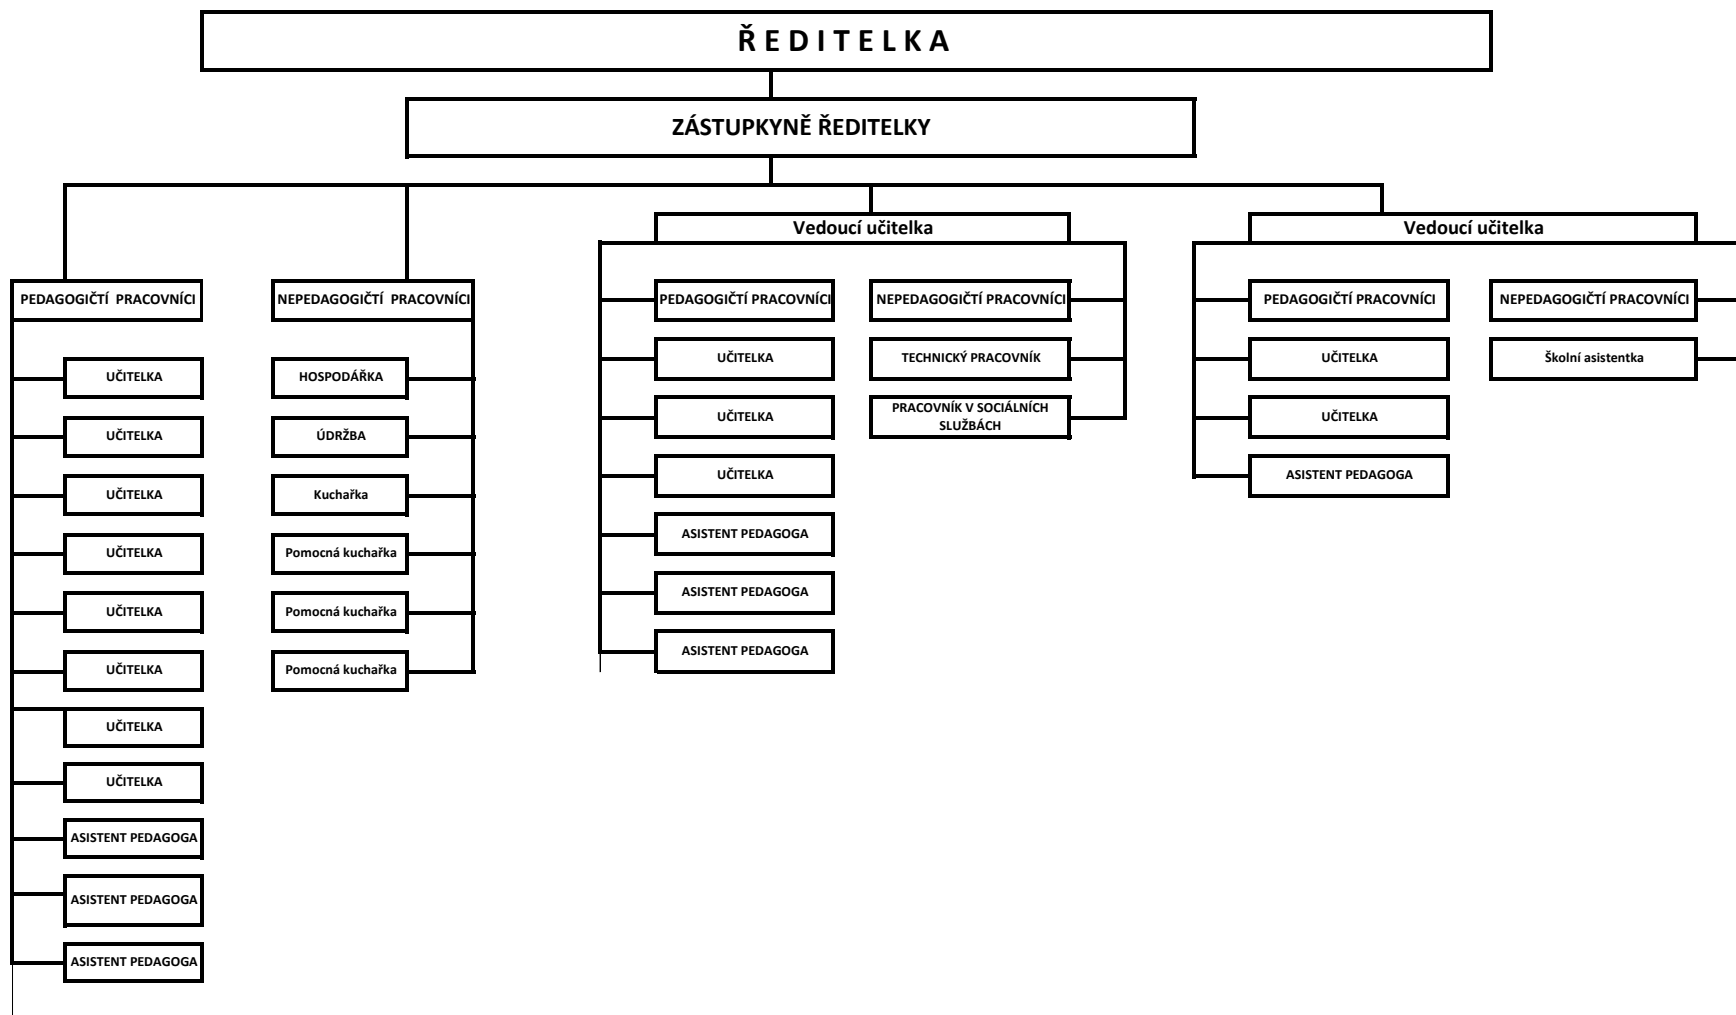 ŘEDITELKA
ZÁSTUPKYNĚ ŘEDITELKY
PEDAGOGIČTÍ PRACOVNÍCI
UČITELKA
UČITELKA
UČITELKA
UČITELKA
UČITELKA
UČITELKA
UČITELKA
UČITELKA
ASISTENT PEDAGOGA
ASISTENT PEDAGOGA
ASISTENT PEDAGOGA
NEPEDAGOGIČTÍ PRACOVNÍCI
HOSPODÁŘKA
ÚDRŽBA
Kuchařka
Pomocná kuchařka
Pomocná kuchařka
Pomocná kuchařka
Vedoucí učitelka
PEDAGOGIČTÍ PRACOVNÍCI
UČITELKA
UČITELKA
UČITELKA
ASISTENT PEDAGOGA
ASISTENT PEDAGOGA
ASISTENT PEDAGOGA
NEPEDAGOGIČTÍ PRACOVNÍCI
TECHNICKÝ PRACOVNÍK
PRACOVNÍK V SOCIÁLNÍCH
SLUŽBÁCH
Vedoucí učitelka
PEDAGOGIČTÍ PRACOVNÍCI
UČITELKA
UČITELKA
ASISTENT PEDAGOGA
NEPEDAGOGIČTÍ PRACOVNÍCI
Školní asistentka